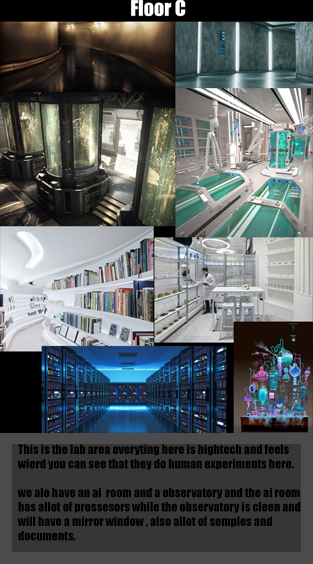 Floor C
This is the lab area everyting here is hightech and feels
wierd you can see that they do human experiments here.
we alo have an ai  room and a observatory and the ai room
has allot of prossesors while the observatory is cleen and
will have a mirror window , also allot of semples and
documents.